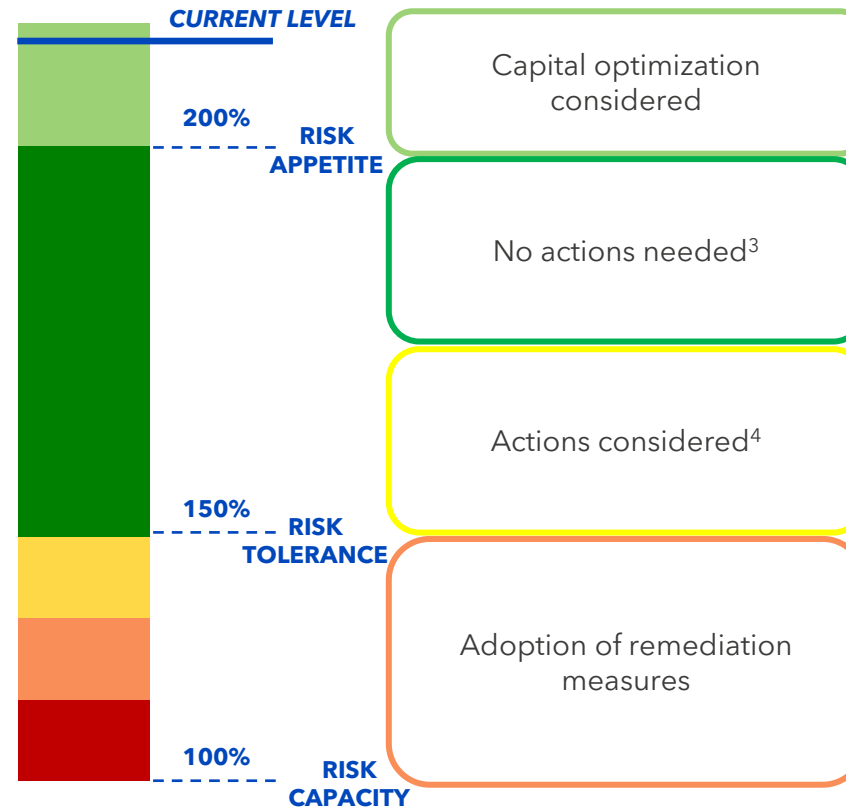 CURRENT LEVEL
Capital optimization
considered
200%
RISK
APPETITE
No actions needed³
Actions considered⁴
150%
RISK
TOLERANCE
Adoption of remediation
measures
100%
RISK
CAPACITY